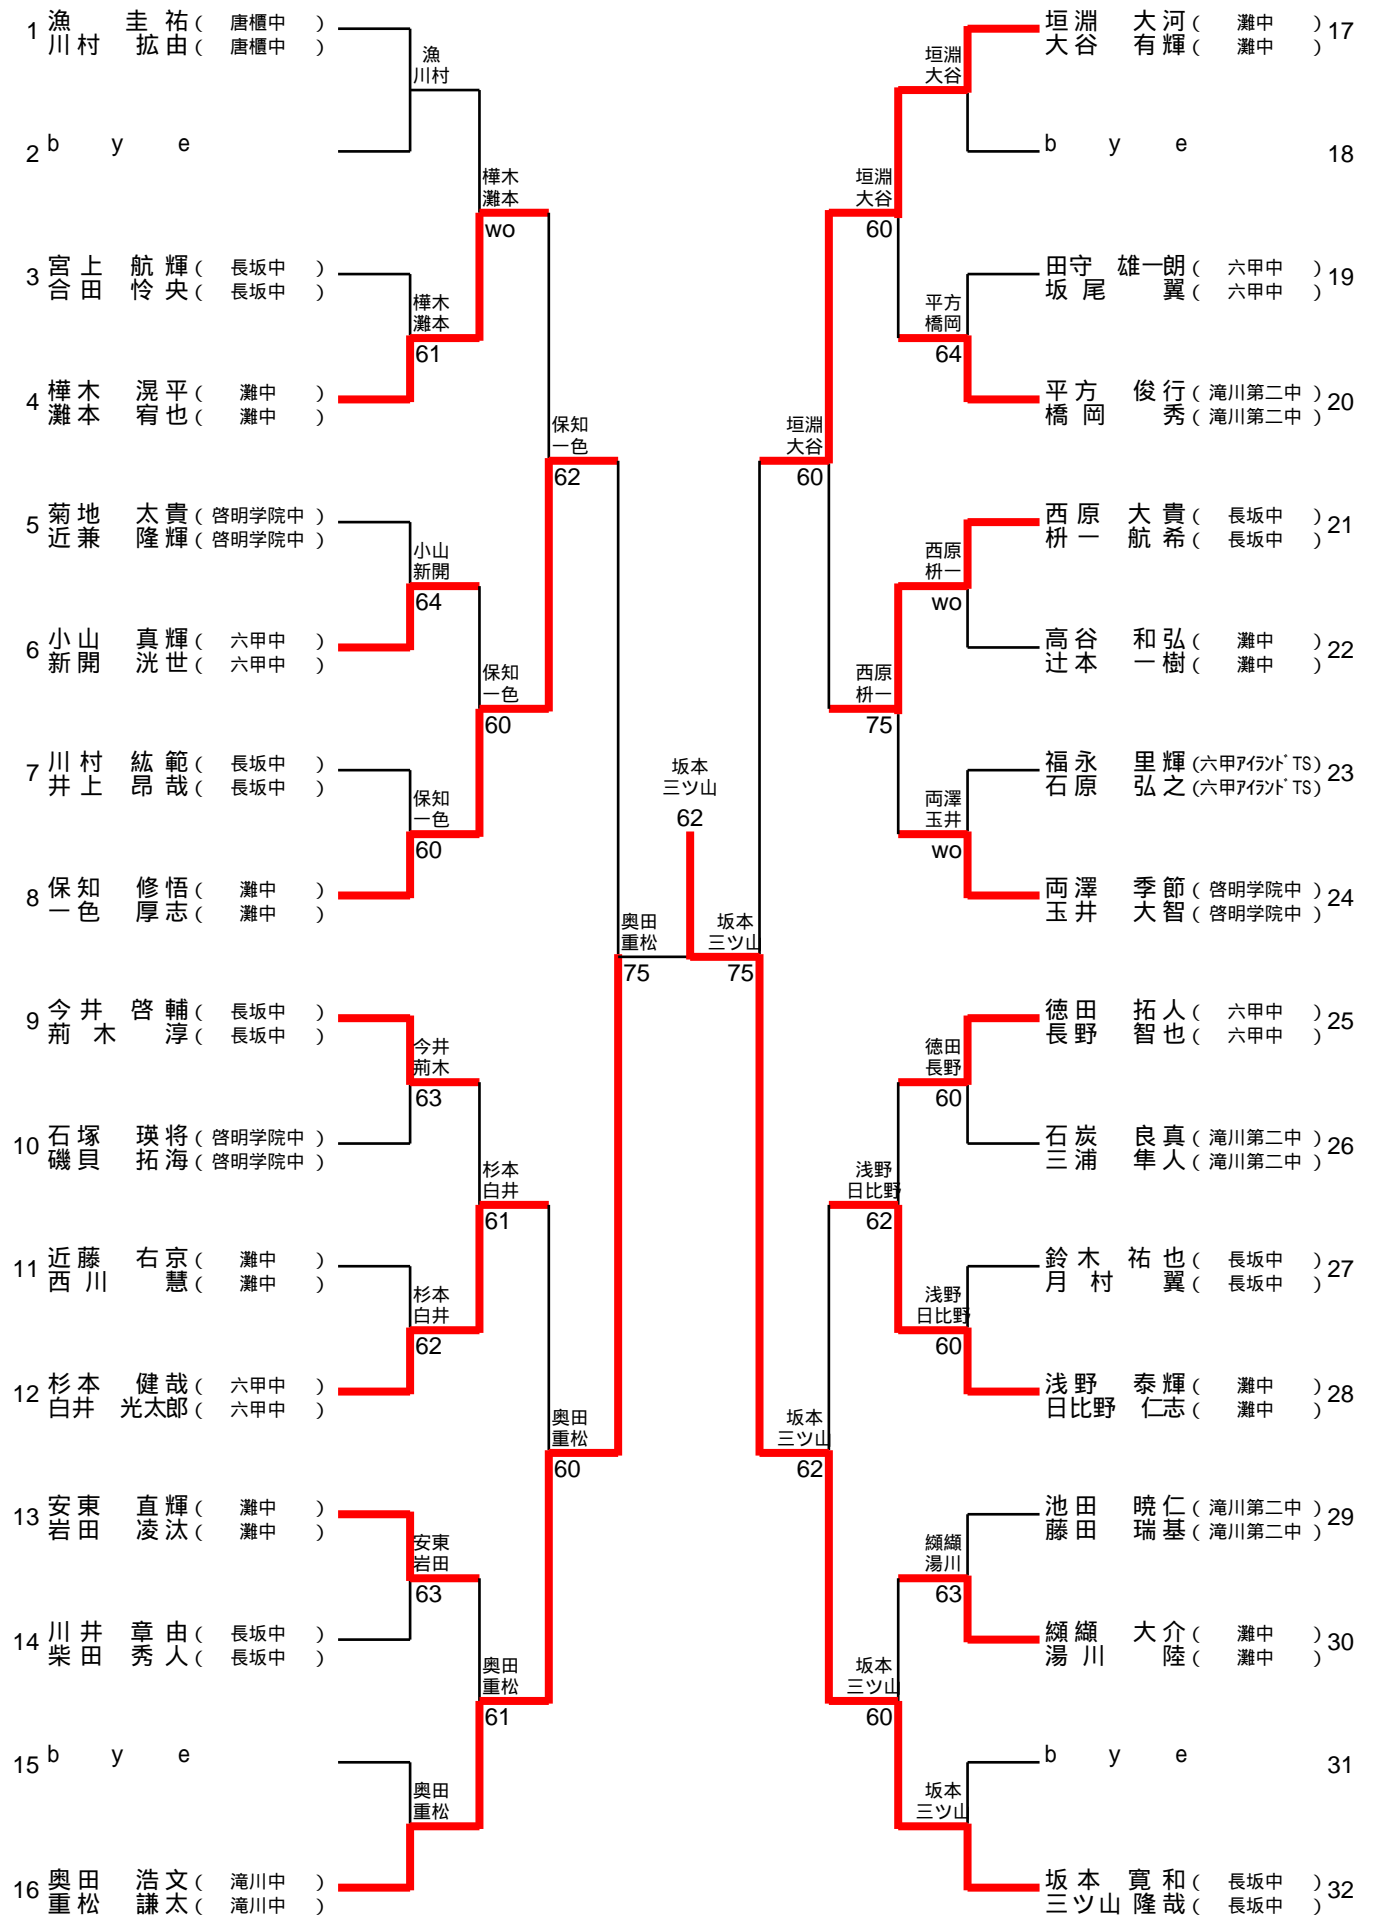 1 漁 圭祐 ( 唐櫃中 )
川村 拡由 ( 唐櫃中 )
2 b y e
3 宮上 航輝 ( 長坂中 )
合田 怜央 ( 長坂中 )
4 樺木 滉平 ( 灘中 )
灘本 宥也 ( 灘中 )
5 菊地 太貴 ( 啓明学院中 )
近兼 隆輝 ( 啓明学院中 )
6 小山 真輝 ( 六甲中 )
新開 洸世 ( 六甲中 )
7 川村 紘範 ( 長坂中 )
井上 昂哉 ( 長坂中 )
8 保知 修悟 ( 灘中 )
一色 厚志 ( 灘中 )
9 今井 啓輔 ( 長坂中 )
荊木 淳 ( 長坂中 )
10 石塚 瑛将 ( 啓明学院中 )
磯貝 拓海 ( 啓明学院中 )
11 近藤 右京 ( 灘中 )
西川 慧 ( 灘中 )
12 杉本 健哉 ( 六甲中 )
白井 光太郎 ( 六甲中 )
13 安東 直輝 ( 灘中 )
岩田 凌汰 ( 灘中 )
14 川井 章由 ( 長坂中 )
柴田 秀人 ( 長坂中 )
15 b y e
16 奥田 浩文 ( 滝川中 )
重松 謙太 ( 滝川中 )
漁
川村
樺木
灘本
61
小山
新開
64
保知
一色
60
今井
荊木
63
杉本
白井
62
安東
岩田
63
奥田
重松
樺木
灘本
wo
保知
一色
60
杉本
白井
61
奥田
重松
61
保知
一色
62
奥田
重松
60
奥田
重松
75
坂本
三ツ山
62
坂本
三ツ山
75
垣淵
大谷
60
坂本
三ツ山
62
垣淵
大谷
60
西原
枡一
75
浅野
日比野
62
坂本
三ツ山
60
垣淵
大谷
平方
橋岡
64
西原
枡一
wo
両澤
玉井
wo
徳田
長野
60
浅野
日比野
60
纐纈
湯川
63
坂本
三ツ山
垣淵 大河 ( 灘中 ) 17
大谷 有輝 ( 灘中 )
b y e 18
田守 雄一朗 ( 六甲中 ) 19
坂尾 翼 ( 六甲中 )
平方 俊行 ( 滝川第二中 ) 20
橋岡 秀 ( 滝川第二中 )
西原 大貴 ( 長坂中 ) 21
枡一 航希 ( 長坂中 )
高谷 和弘 ( 灘中 ) 22
辻本 一樹 ( 灘中 )
福永 里輝 (六甲アイランドTS) 23
石原 弘之 (六甲アイランドTS)
両澤 季節 ( 啓明学院中 ) 24
玉井 大智 ( 啓明学院中 )
徳田 拓人 ( 六甲中 ) 25
長野 智也 ( 六甲中 )
石炭 良真 ( 滝川第二中 ) 26
三浦 隼人 ( 滝川第二中 )
鈴木 祐也 ( 長坂中 ) 27
月村 翼 ( 長坂中 )
浅野 泰輝 ( 灘中 ) 28
日比野 仁志 ( 灘中 )
池田 暁仁 ( 滝川第二中 ) 29
藤田 瑞基 ( 滝川第二中 )
纐纈 大介 ( 灘中 ) 30
湯川 陸 ( 灘中 )
b y e 31
坂本 寛和 ( 長坂中 ) 32
三ツ山 隆哉 ( 長坂中 )